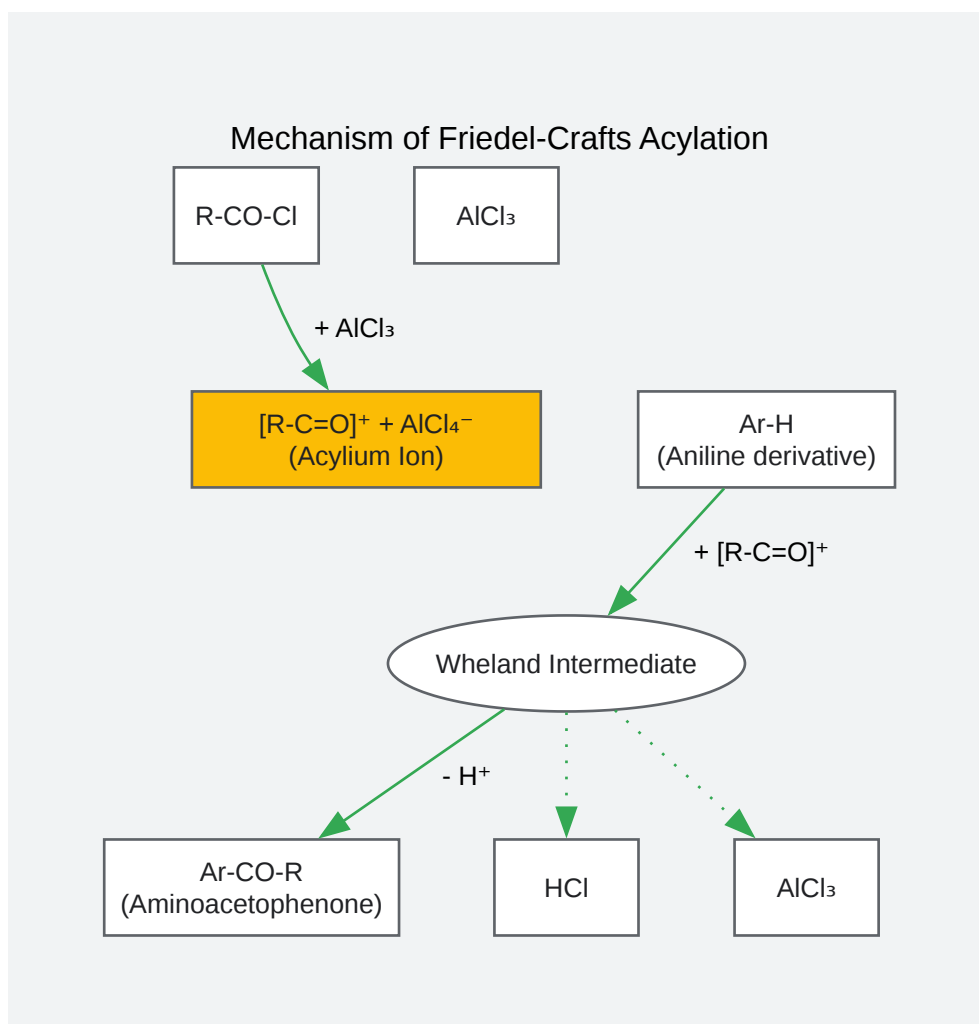 Mechanism of Friedel-Crafts Acylation
R-CO-Cl
AlCl₃
+ AlCl₃
[R-C=O]⁺ + AlCl₄⁻
(Acylium Ion)
Ar-H
(Aniline derivative)
+ [R-C=O]⁺
Wheland Intermediate
- H⁺
Ar-CO-R
(Aminoacetophenone)
HCl
AlCl₃